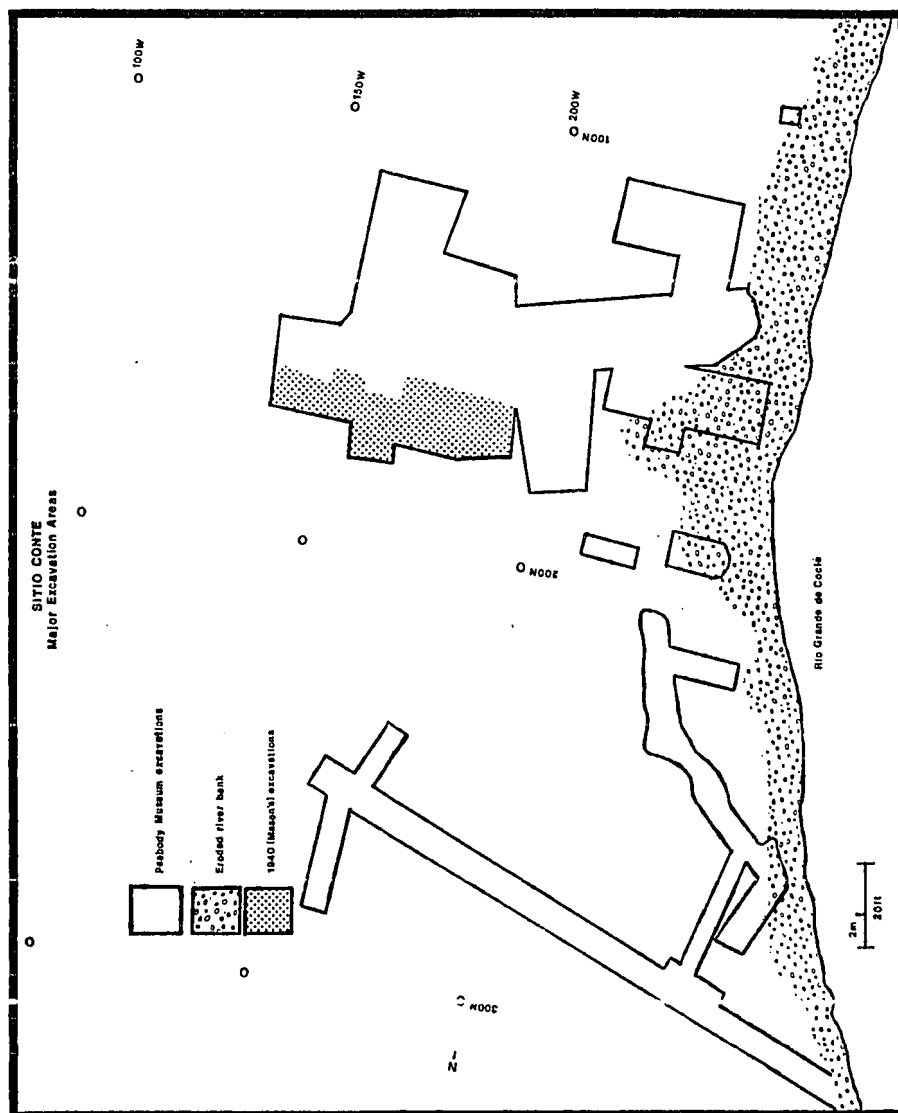 SITIO CONTE
Major Excavation Areas
Peabody Museum excavations
Eroded river bank
1940 (Mason's) excavations
100W
150W
200W
100N
200N
300N
N
Rio Grande de Coclé
2m
20ft